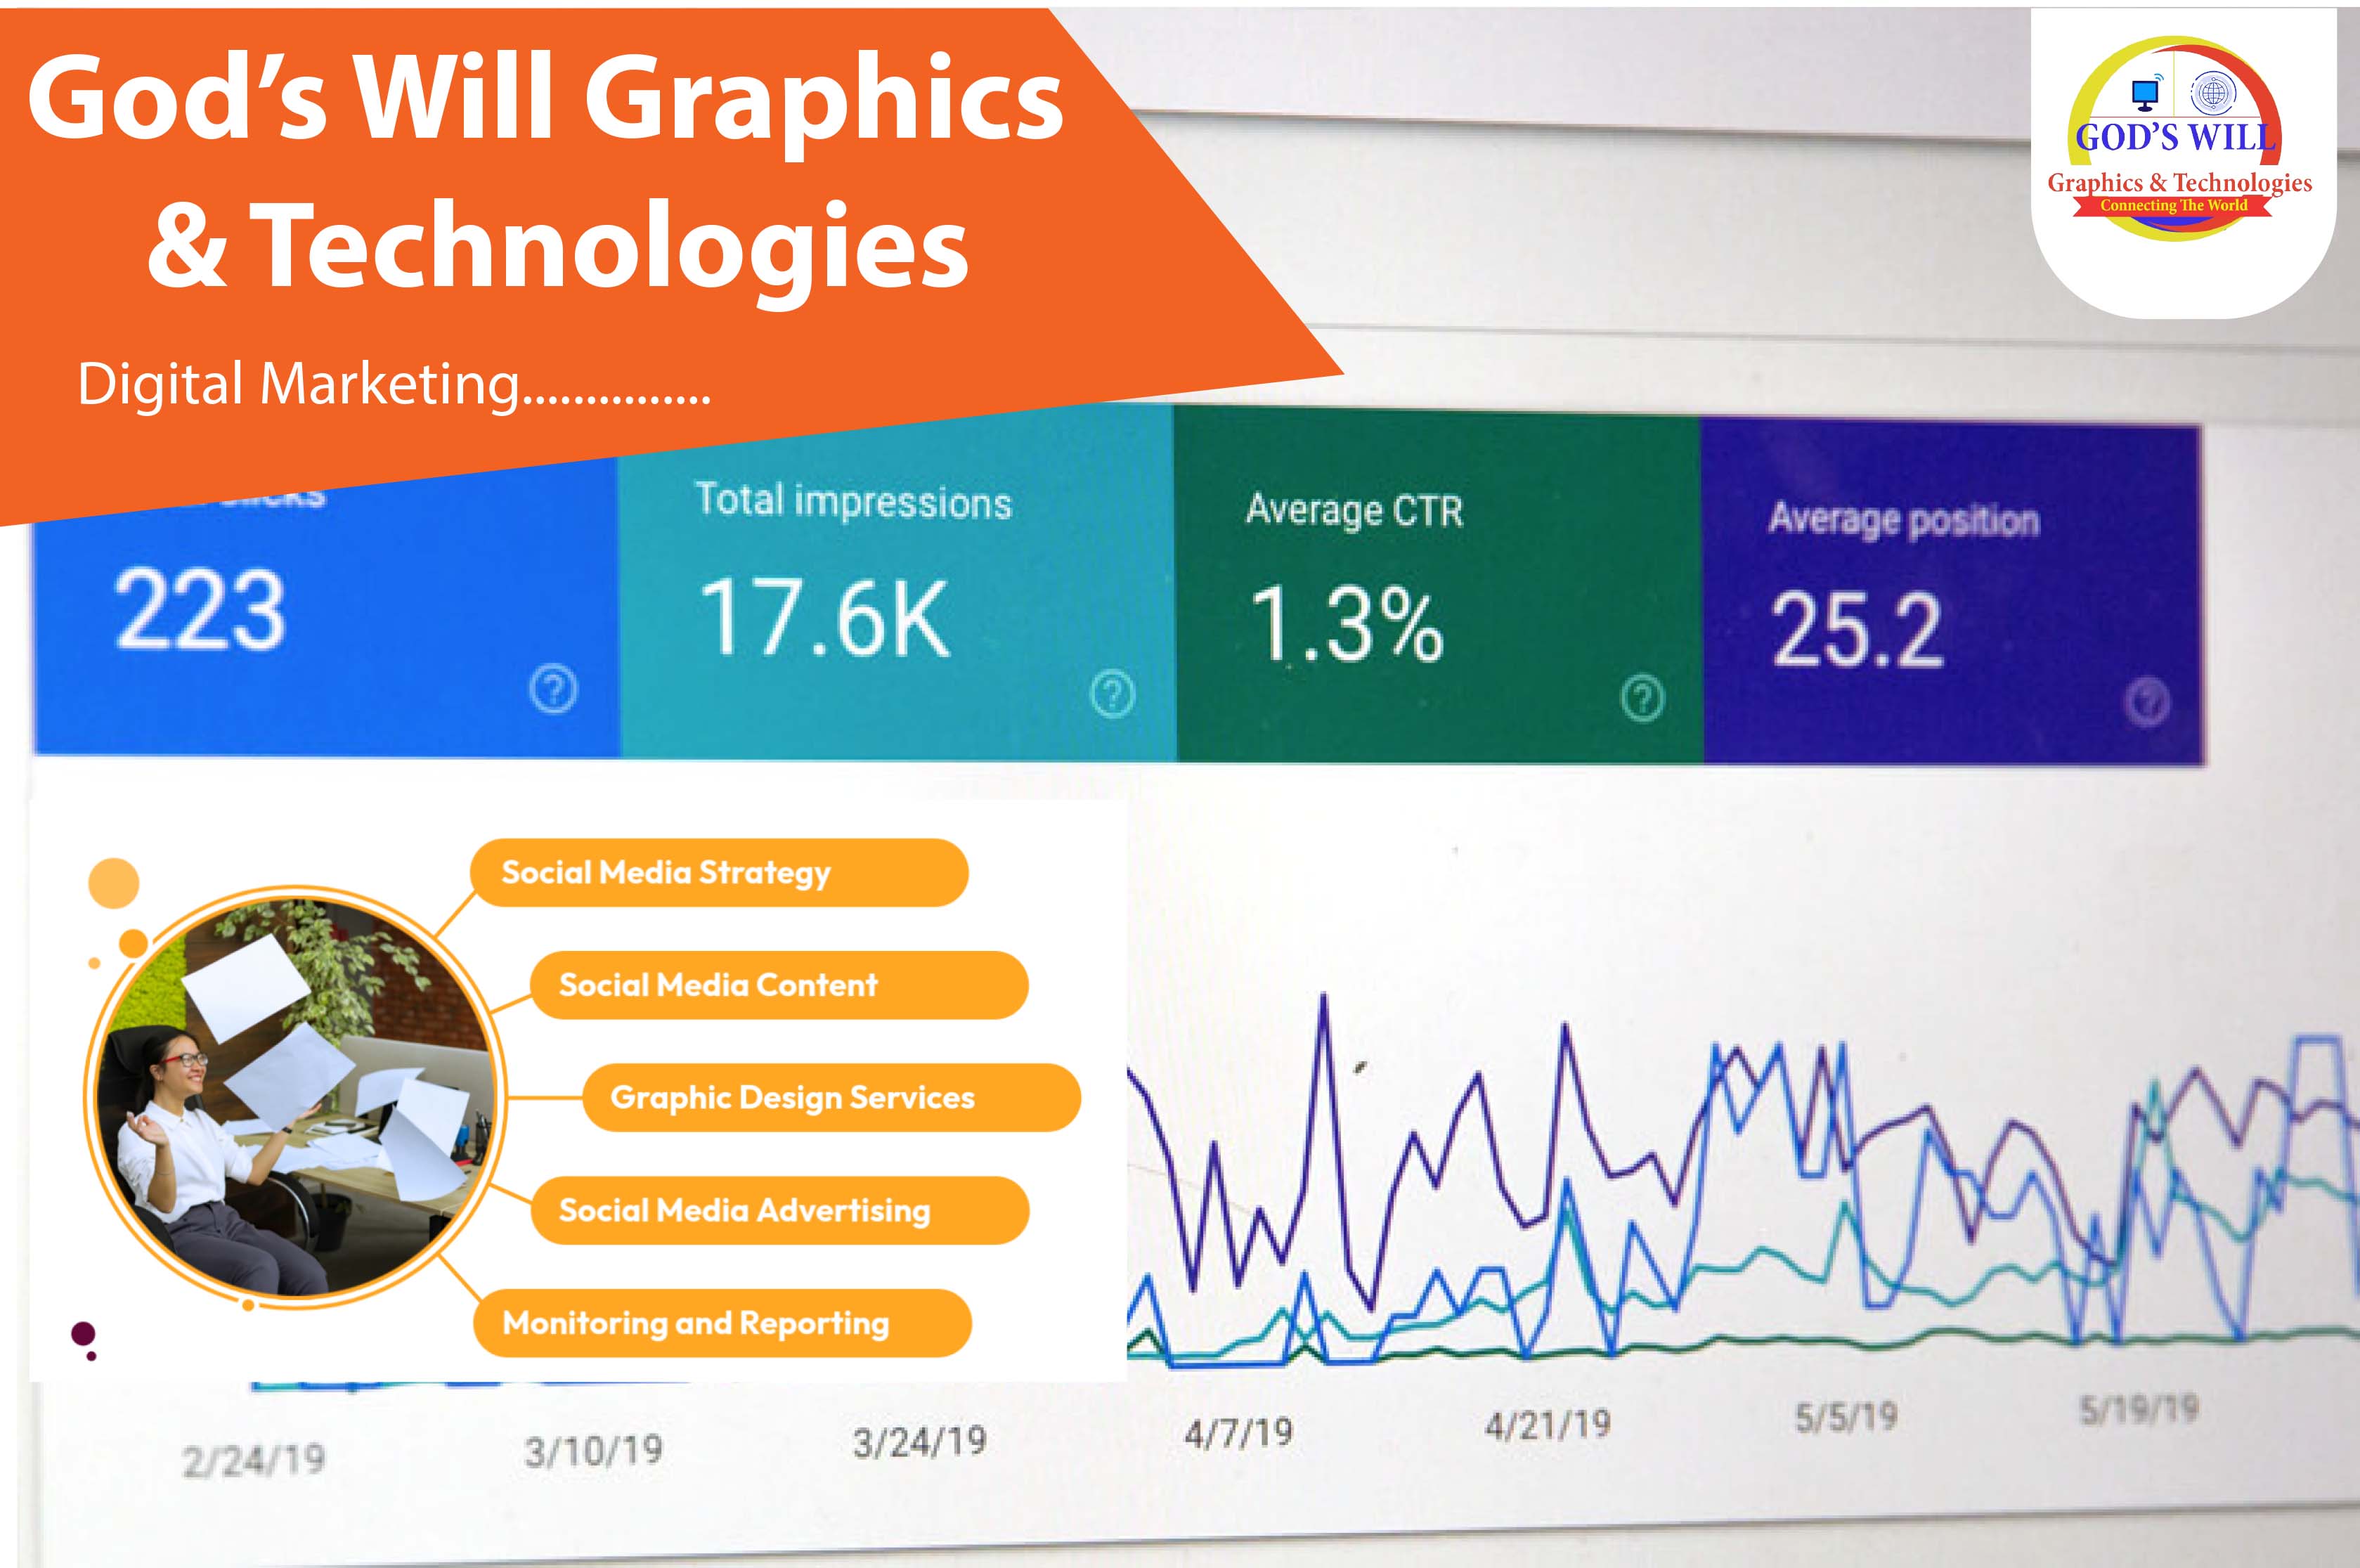 God's Will Graphics
& Technologies
Digital Marketing...............
GOD'S WILL
Graphics & Technologies
Connecting The World
Total impressions
Average CTR
Average position
223
17.6K
1.3%
25.2
Social Media Strategy
Social Media Content
Graphic Design Services
Social Media Advertising
Monitoring and Reporting
2/24/19
3/10/19
3/24/19
4/7/19
4/21/19
5/5/19
5/19/19